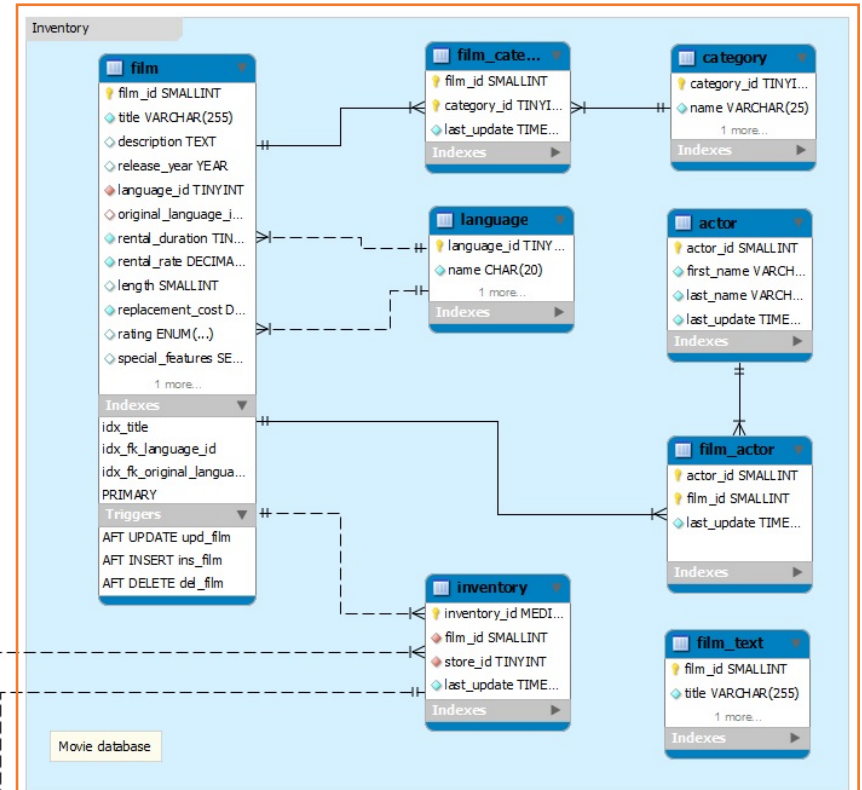 Inventory
film
film_id SMALLINT
title VARCHAR(255)
description TEXT
release_year YEAR
language_id TINYINT
original_language_i...
rental_duration TIN...
rental_rate DECIMA...
length SMALLINT
replacement_cost D...
rating ENUM(...)
special_features SE...
1 more...
Indexes
idx_title
idx_fk_language_id
idx_fk_original_langua...
PRIMARY
Triggers
AFT UPDATE upd_film
AFT INSERT ins_film
AFT DELETE del_film
film_cate...
film_id SMALLINT
category_id TINYI...
last_update TIME...
Indexes
category
category_id TINYI...
name VARCHAR(25)
1 more...
Indexes
language
language_id TINY...
name CHAR(20)
1 more...
Indexes
actor
actor_id SMALLINT
first_name VARCH...
last_name VARCH...
last_update TIME...
Indexes
film_actor
actor_id SMALLINT
film_id SMALLINT
last_update TIME...
Indexes
inventory
inventory_id MEDI...
film_id SMALLINT
store_id TINYINT
last_update TIME...
Indexes
film_text
film_id SMALLINT
title VARCHAR(255)
1 more...
Indexes
Movie database